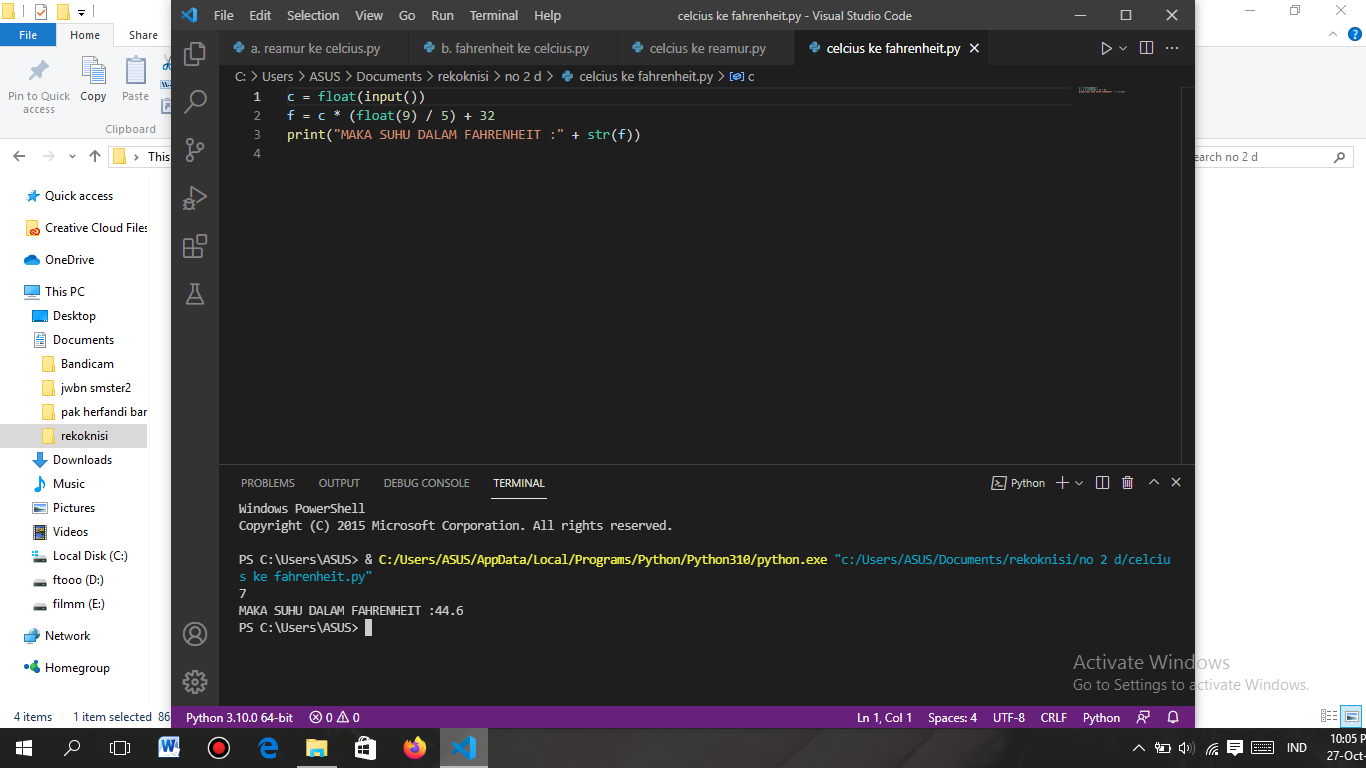 File Edit Selection View Go Run Terminal Help celcius ke fahrenheit.py - Visual Studio Code
File Home Share
a. reamur ke celcius.py b. fahrenheit ke celcius.py celcius ke reamur.py celcius ke fahrenheit.py
C: > Users > ASUS > Documents > rekoknisi > no 2 d > celcius ke fahrenheit.py > c
Pin to Quick access
Copy
Paste
Clipboard
1 c = float(input())
2 f = c * (float(9) / 5) + 32
3 print("MAKA SUHU DALAM FAHRENHEIT :" + str(f))
4
This
earch no 2 d
Quick access
Creative Cloud Files
OneDrive
This PC
Desktop
Documents
Bandicam
jwbn smster2
pak herfandi bar
rekoknisi
Downloads
Music
Pictures
Videos
Local Disk (C:)
ftooo (D:)
filmm (E:)
Network
Homegroup
4 items 1 item selected 86
PROBLEMS OUTPUT DEBUG CONSOLE TERMINAL Python
Windows PowerShell
Copyright (C) 2015 Microsoft Corporation. All rights reserved.
PS C:\Users\ASUS> & C:/Users/ASUS/AppData/Local/Programs/Python/Python310/python.exe "c:/Users/ASUS/Documents/rekoknisi/no 2 d/celciu
s ke fahrenheit.py"
7
MAKA SUHU DALAM FAHRENHEIT :44.6
PS C:\Users\ASUS>
Activate Windows
Go to Settings to activate Windows.
Python 3.10.0 64-bit 0 0 Ln 1, Col 1 Spaces: 4 UTF-8 CRLF Python
IND
10:05 P
27-Oct-